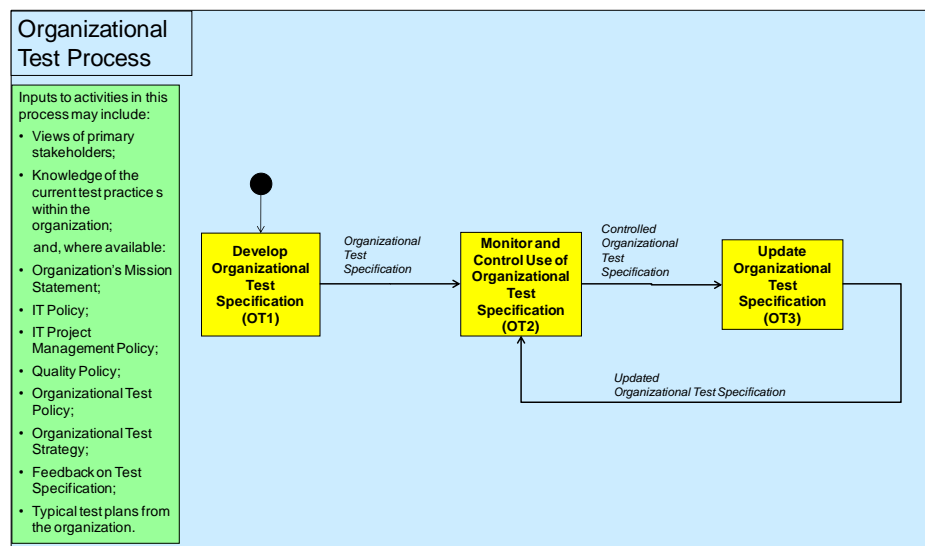 Organizational
Test Process
Inputs to activities in this
process may include:
• Views of primary
stakeholders;
• Knowledge of the
current test practice s
within the
organization;
and, where available:
• Organization's Mission
Statement;
• IT Policy;
• IT Project
Management Policy;
• Quality Policy;
• Organizational Test
Policy;
• Organizational Test
Strategy;
• Feedback on Test
Specification;
• Typical test plans from
the organization.
Develop
Organizational
Test
Specification
(OT1)
Organizational
Test
Specification
Monitor and
Control Use of
Organizational
Test
Specification
(OT2)
Controlled
Organizational
Test
Specification
Update
Organizational
Test
Specification
(OT3)
Updated
Organizational Test Specification